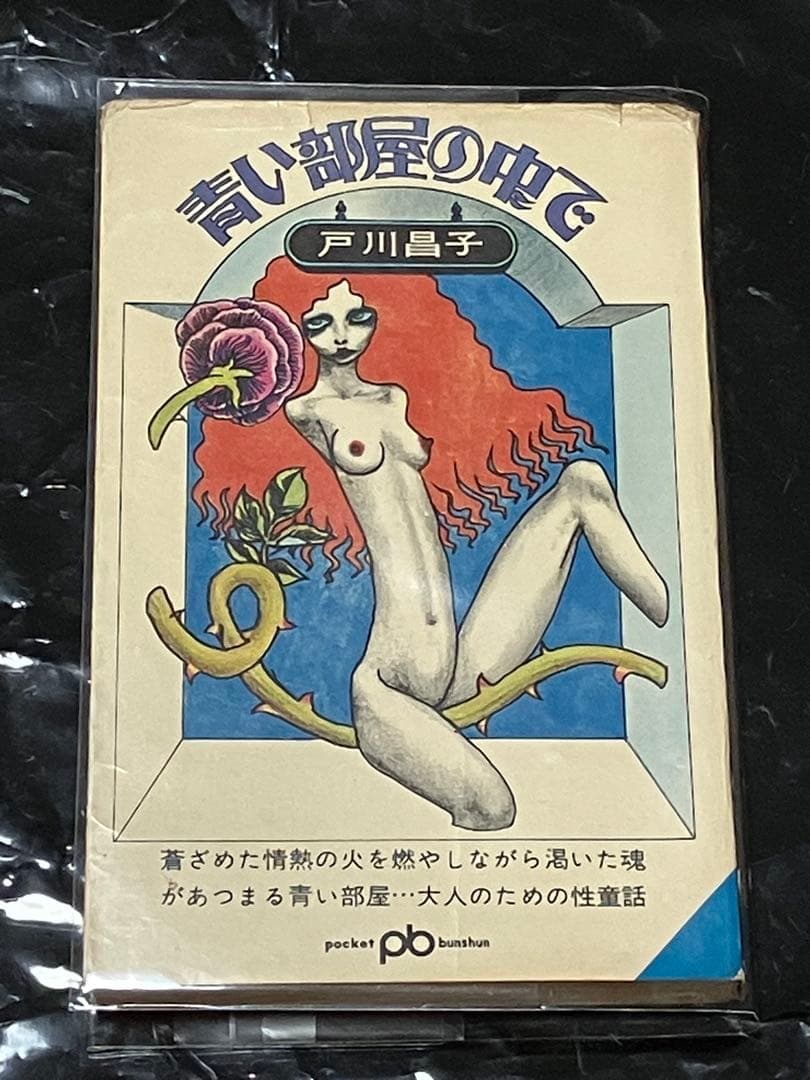 青い部屋の中で
戸川昌子
蒼ざめた情熱の火を燃やしながら渇いた魂
があつまる青い部屋…大人のための性童話
pocket pb bunshun